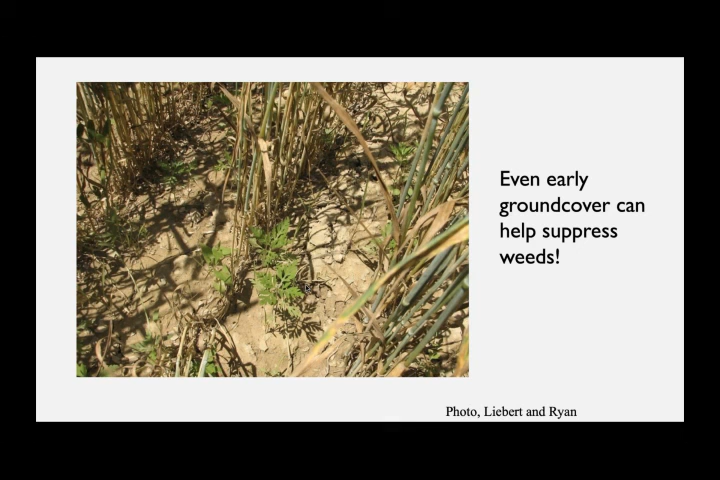 Even early
groundcover can
help suppress
weeds!
Photo, Liebert and Ryan